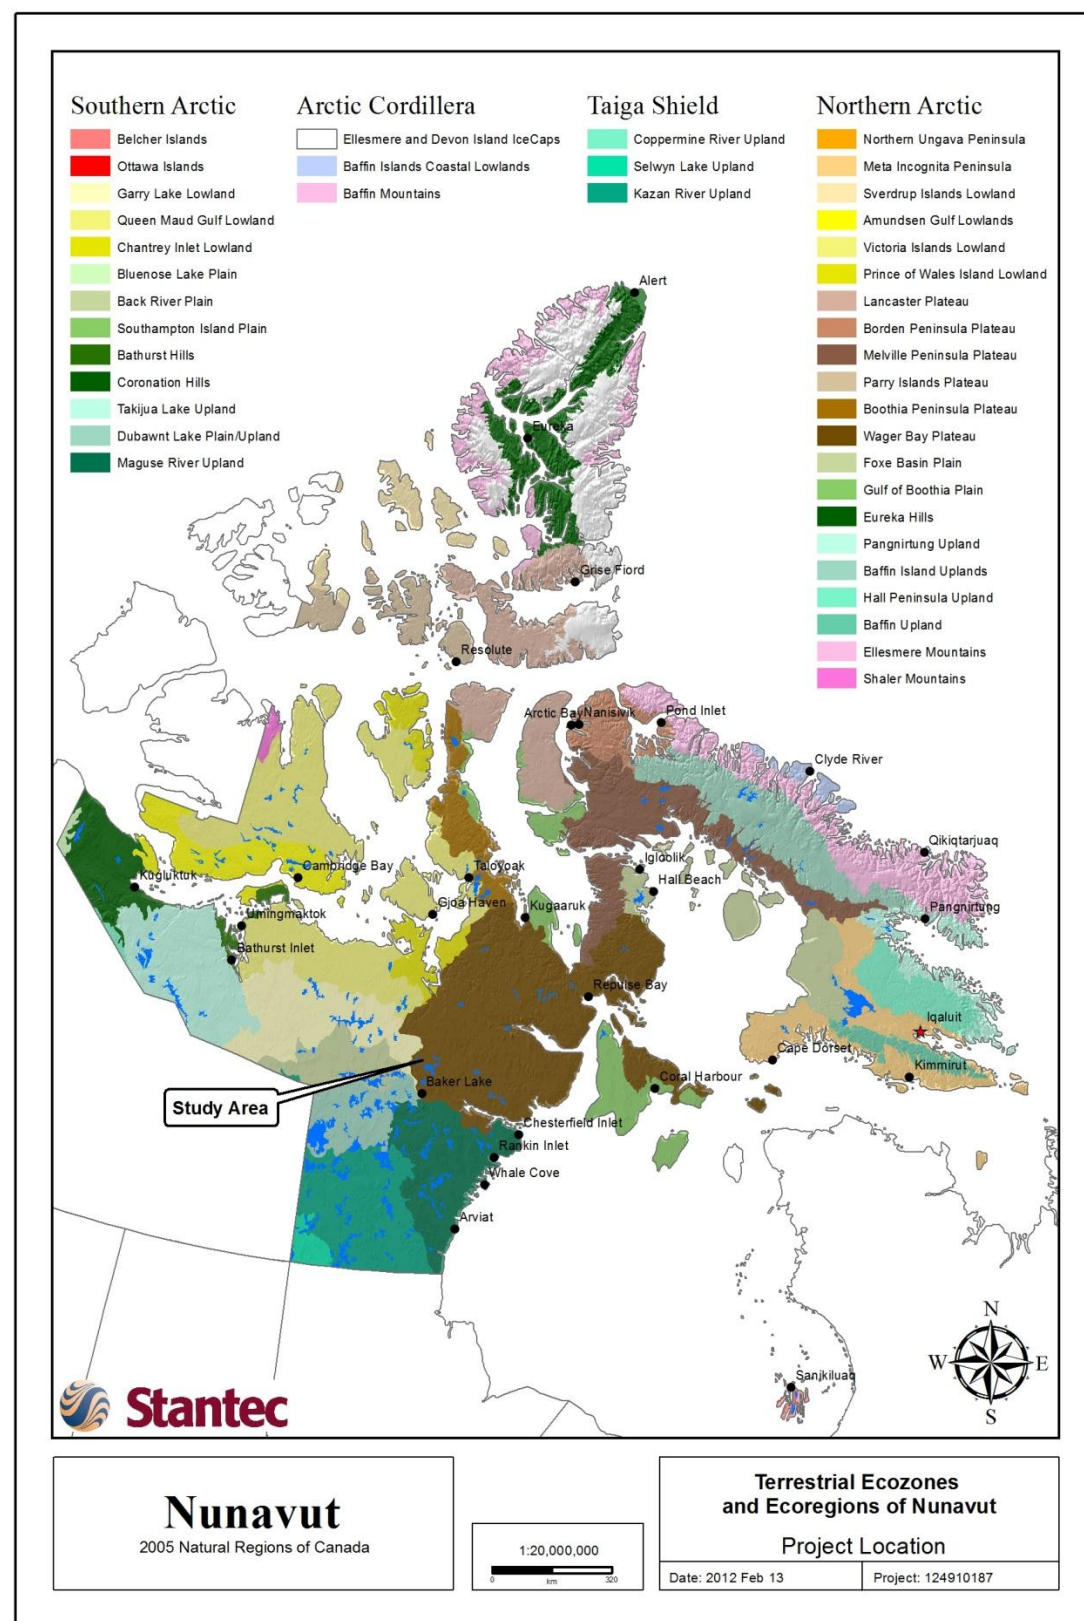 Southern Arctic
Belcher Islands
Ottawa Islands
Garry Lake Lowland
Queen Maud Gulf Lowland
Chantrey Inlet Lowland
Bluenose Lake Plain
Back River Plain
Southampton Island Plain
Bathurst Hills
Coronation Hills
Takijua Lake Upland
Dubawnt Lake Plain/Upland
Maguse River Upland
Arctic Cordillera
Ellesmere and Devon Island IceCaps
Baffin Islands Coastal Lowlands
Baffin Mountains
Taiga Shield
Coppermine River Upland
Selwyn Lake Upland
Kazan River Upland
Northern Arctic
Northern Ungava Peninsula
Meta Incognita Peninsula
Sverdrup Islands Lowland
Amundsen Gulf Lowlands
Victoria Islands Lowland
Prince of Wales Island Lowland
Lancaster Plateau
Borden Peninsula Plateau
Melville Peninsula Plateau
Parry Islands Plateau
Boothia Peninsula Plateau
Wager Bay Plateau
Foxe Basin Plain
Gulf of Boothia Plain
Eureka Hills
Pangnirtung Upland
Baffin Island Uplands
Hall Peninsula Upland
Baffin Upland
Ellesmere Mountains
Shaler Mountains
Alert
Eureka
Grise Fiord
Resolute
Arctic Bay
Nanisivik
Pond Inlet
Clyde River
Qikiqtarjuaq
Igloolik
Hall Beach
Pangnirtung
Cambridge Bay
Kugluktuk
Taloyoak
Gjoa Haven
Kugaaruk
Umingmaktok
Bathurst Inlet
Repulse Bay
Iqaluit
Cape Dorset
Kimmirut
Coral Harbour
Baker Lake
Study Area
Chesterfield Inlet
Rankin Inlet
Whale Cove
Arviat
Sanikiluaq
N
W
E
S
Stantec
Nunavut
2005 Natural Regions of Canada
1:20,000,000
0
320
km
Terrestrial Ecozones
and Ecoregions of Nunavut
Project Location
Date: 2012 Feb 13
Project: 124910187